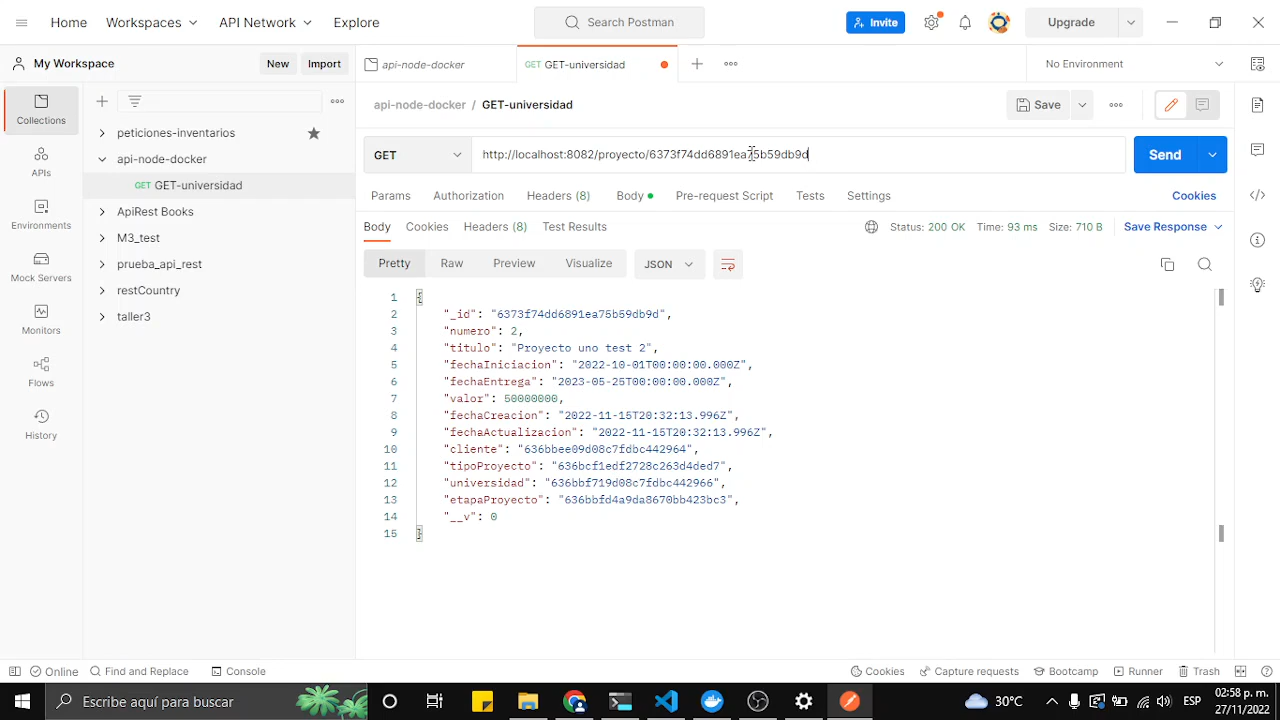 Home Workspaces API Network Explore Search Postman Invite Upgrade
My Workspace New Import api-node-docker GET GET-universidad No Environment
api-node-docker / GET-universidad Save
Collections
APIs
Environments
Mock Servers
Monitors
Flows
History
peticiones-inventarios
api-node-docker
GET GET-universidad
ApiRest Books
M3_test
prueba_api_rest
restCountry
taller3
GET http://localhost:8082/proyecto/6373f74dd6891ea75b59db9d Send
Params Authorization Headers (8) Body Pre-request Script Tests Settings Cookies
Body Cookies Headers (8) Test Results Status: 200 OK Time: 93 ms Size: 710 B Save Response
Pretty Raw Preview Visualize JSON
1 {
2 "_id": "6373f74dd6891ea75b59db9d",
3 "numero": 2,
4 "titulo": "Proyecto uno test 2",
5 "fechaIniciacion": "2022-10-01T00:00:00.000Z",
6 "fechaEntrega": "2023-05-25T00:00:00.000Z",
7 "valor": 50000000,
8 "fechaCreacion": "2022-11-15T20:32:13.996Z",
9 "fechaActualizacion": "2022-11-15T20:32:13.996Z",
10 "cliente": "636bbee09d08c7fdbc442964",
11 "tipoProyecto": "636bcf1edf2728c263d4ded7",
12 "universidad": "636bbf719d08c7fdbc442966",
13 "etapaProyecto": "636bbfd4a9da8670bb423bc3",
14 "__v": 0
15 }
Online Find and Replace Console Cookies Capture requests Bootcamp Runner Trash
Escribe aquí para buscar 30°C ESP 02:58 p. m.
27/11/2022